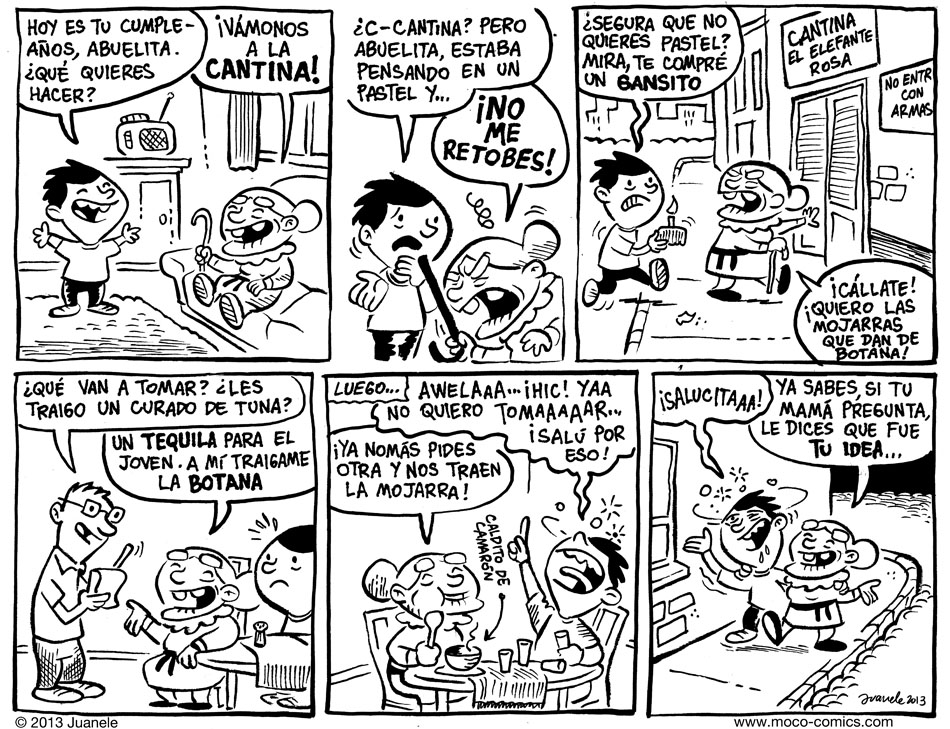 HOY ES TU CUMPLE-
AÑOS, ABUELITA.
¿QUÉ QUIERES
HACER?
¡VÁMONOS
A LA
CANTINA!
¿C-CANTINA? PERO
ABUELITA, ESTABA
PENSANDO EN UN
PASTEL Y...
¡NO
ME
RETOBES!
¿SEGURA QUE NO
QUIERES PASTEL?
MIRA, TE COMPRÉ
UN GANSITO
CANTINA
EL ELEFANTE
ROSA
NO ENTR
CON
ARMAS
¡CÁLLATE!
¡QUIERO LAS
MOJARRAS
QUE DAN DE
BOTANA!
¿QUÉ VAN A TOMAR? ¿LES
TRAIGO UN CURADO DE TUNA?
UN TEQUILA PARA EL
JOVEN. A MÍ TRAIGAME
LA BOTANA
LUEGO...
AWELAAA... ¡HIC! YAA
NO QUIERO TOMAAAAAR...
¡SALÚ POR
ESO!
¡YA NOMÁS PIDES
OTRA Y NOS TRAEN
LA MOJARRA!
CALDITO DE
CAMARÓN
¡SALUCITAAA!
YA SABES, SI TU
MAMÁ PREGUNTA,
LE DICES QUE FUE
TU IDEA...
Juanele 2013
© 2013 Juanele
www.moco-comics.com